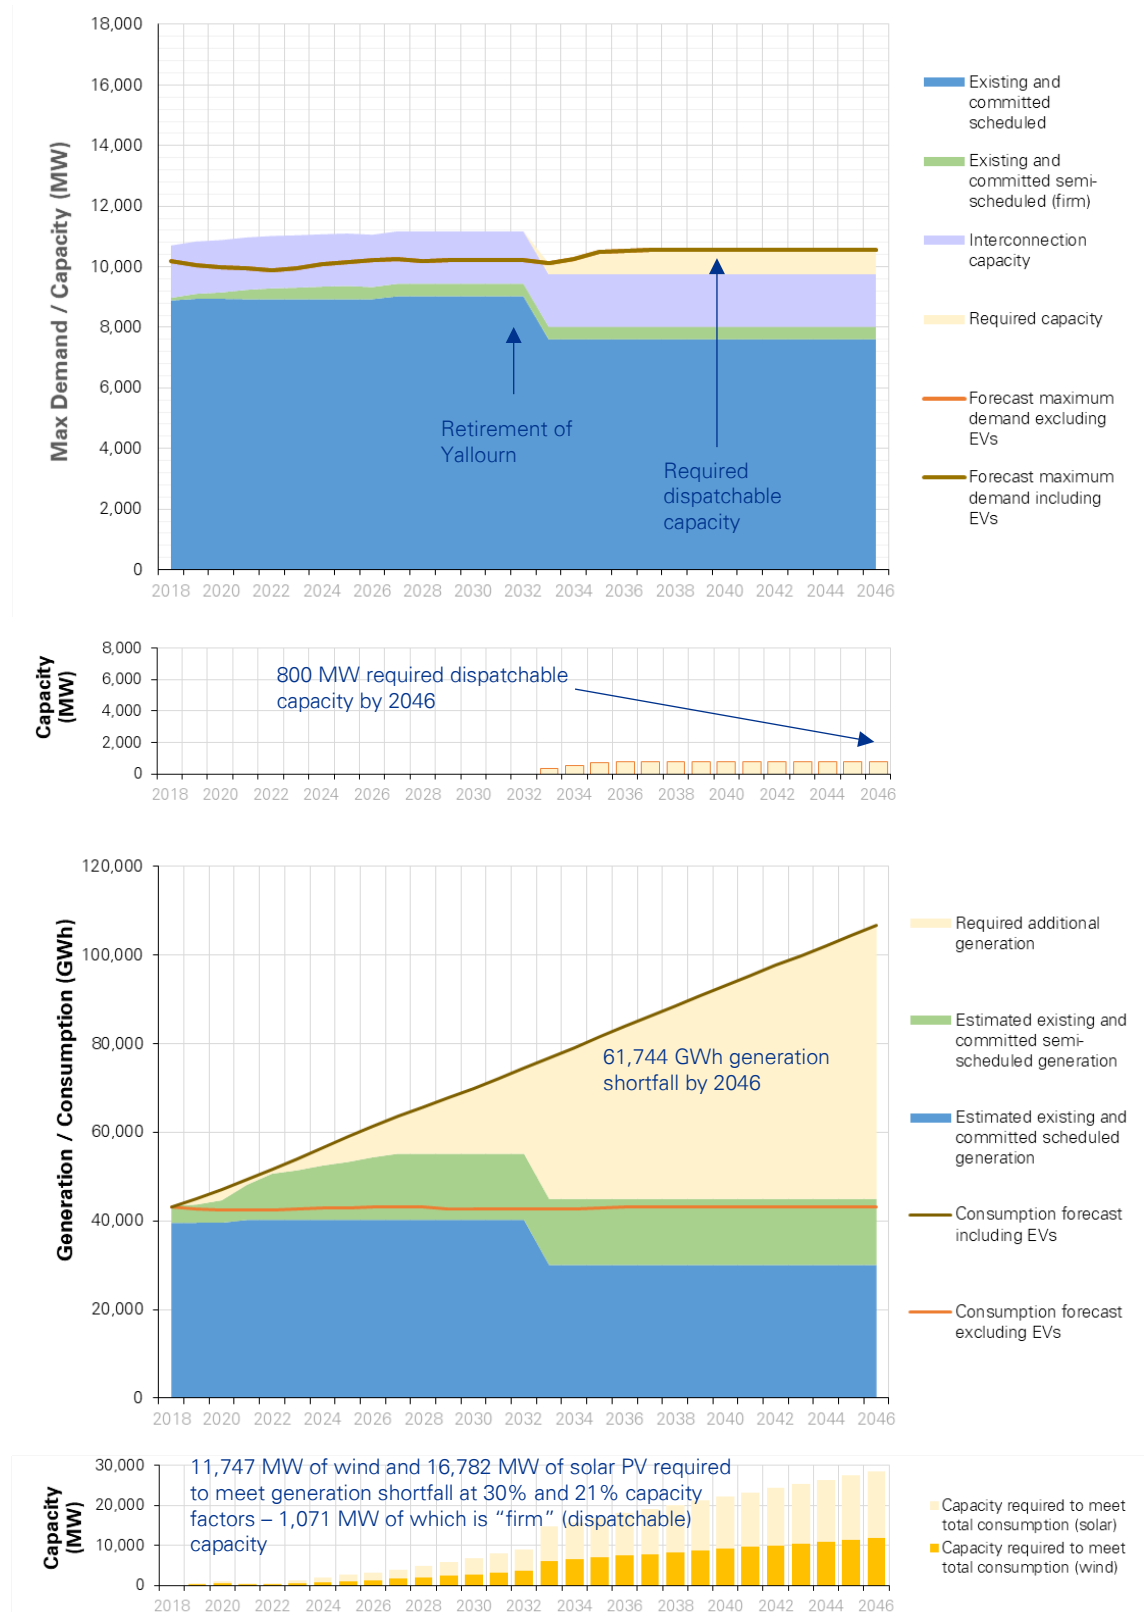 18,000
16,000
14,000
12,000
10,000
8,000
6,000
4,000
2,000
0
Max Demand / Capacity (MW)
Retirement of
Yallourn
Required
dispatchable
capacity
2018 2020 2022 2024 2026 2028 2030 2032 2034 2036 2038 2040 2042 2044 2046
Existing and
committed
scheduled
Existing and
committed semi-
scheduled (firm)
Interconnection
capacity
Required capacity
Forecast maximum
demand excluding
EVs
Forecast maximum
demand including
EVs
Capacity
(MW)
8,000
6,000
4,000
2,000
0
800 MW required dispatchable
capacity by 2046
2018 2020 2022 2024 2026 2028 2030 2032 2034 2036 2038 2040 2042 2044 2046
Generation / Consumption (GWh)
120,000
100,000
80,000
60,000
40,000
20,000
0
61,744 GWh generation
shortfall by 2046
2018 2020 2022 2024 2026 2028 2030 2032 2034 2036 2038 2040 2042 2044 2046
Required additional
generation
Estimated existing and
committed semi-
scheduled generation
Estimated existing and
committed scheduled
generation
Consumption forecast
including EVs
Consumption forecast
excluding EVs
Capacity
(MW)
30,000
20,000
10,000
0
11,747 MW of wind and 16,782 MW of solar PV required
to meet generation shortfall at 30% and 21% capacity
factors – 1,071 MW of which is “firm” (dispatchable)
capacity
2018 2020 2022 2024 2026 2028 2030 2032 2034 2036 2038 2040 2042 2044 2046
Capacity required to meet
total consumption (solar)
Capacity required to meet
total consumption (wind)